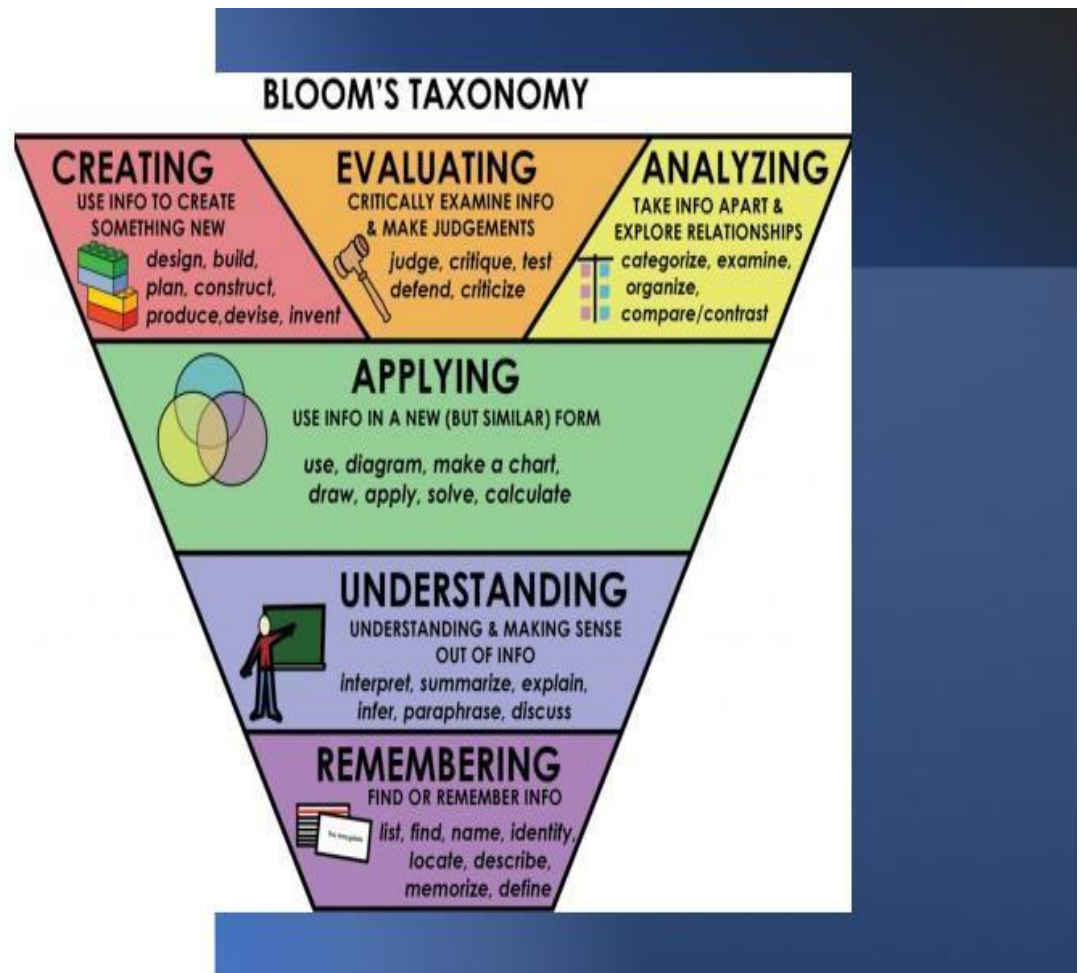 BLOOM'S TAXONOMY
CREATING
USE INFO TO CREATE
SOMETHING NEW
design, build,
plan, construct,
produce,devise, invent
EVALUATING
CRITICALLY EXAMINE INFO
& MAKE JUDGEMENTS
judge, critique, test
defend, criticize
ANALYZING
TAKE INFO APART &
EXPLORE RELATIONSHIPS
categorize, examine,
organize,
compare/contrast
APPLYING
USE INFO IN A NEW (BUT SIMILAR) FORM
use, diagram, make a chart,
draw, apply, solve, calculate
UNDERSTANDING
UNDERSTANDING & MAKING SENSE
OUT OF INFO
interpret, summarize, explain,
infer, paraphrase, discuss
REMEMBERING
FIND OR REMEMBER INFO
list, find, name, identify,
locate, describe,
memorize, define